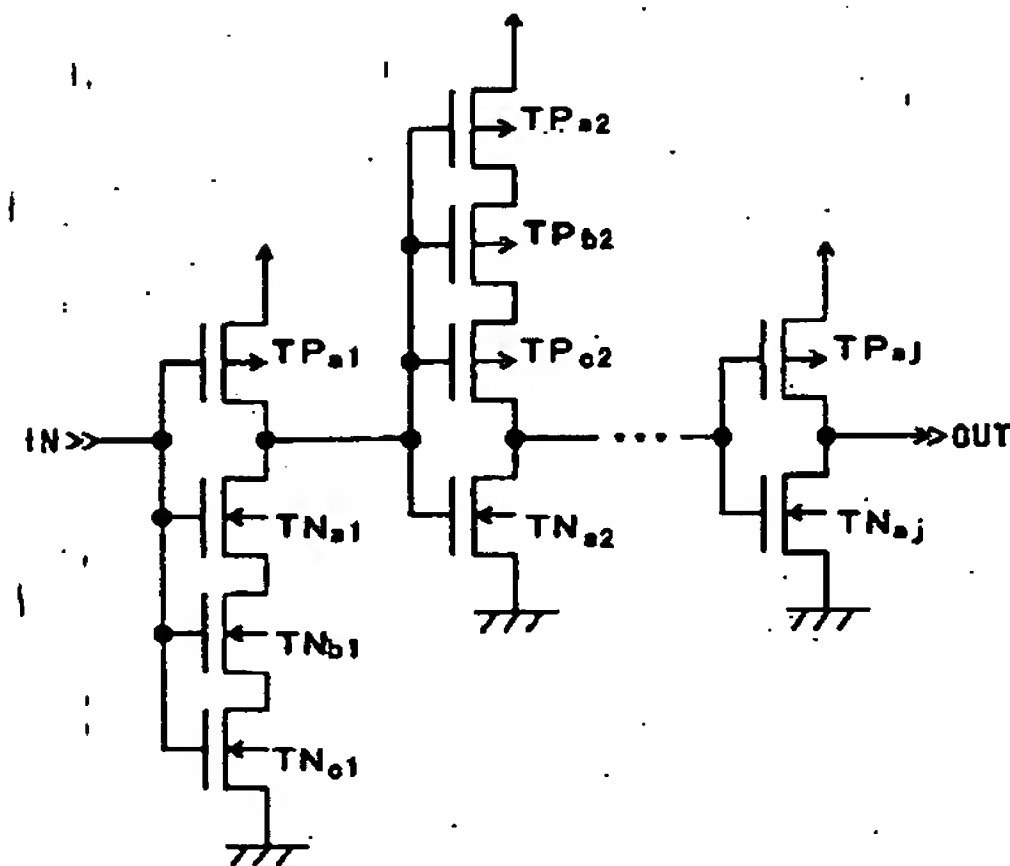 TPa2
TPb2
TPa1
TPc2
TPaj
IN
OUT
TNa1
TNa2
TNaj
TNb1
TNc1